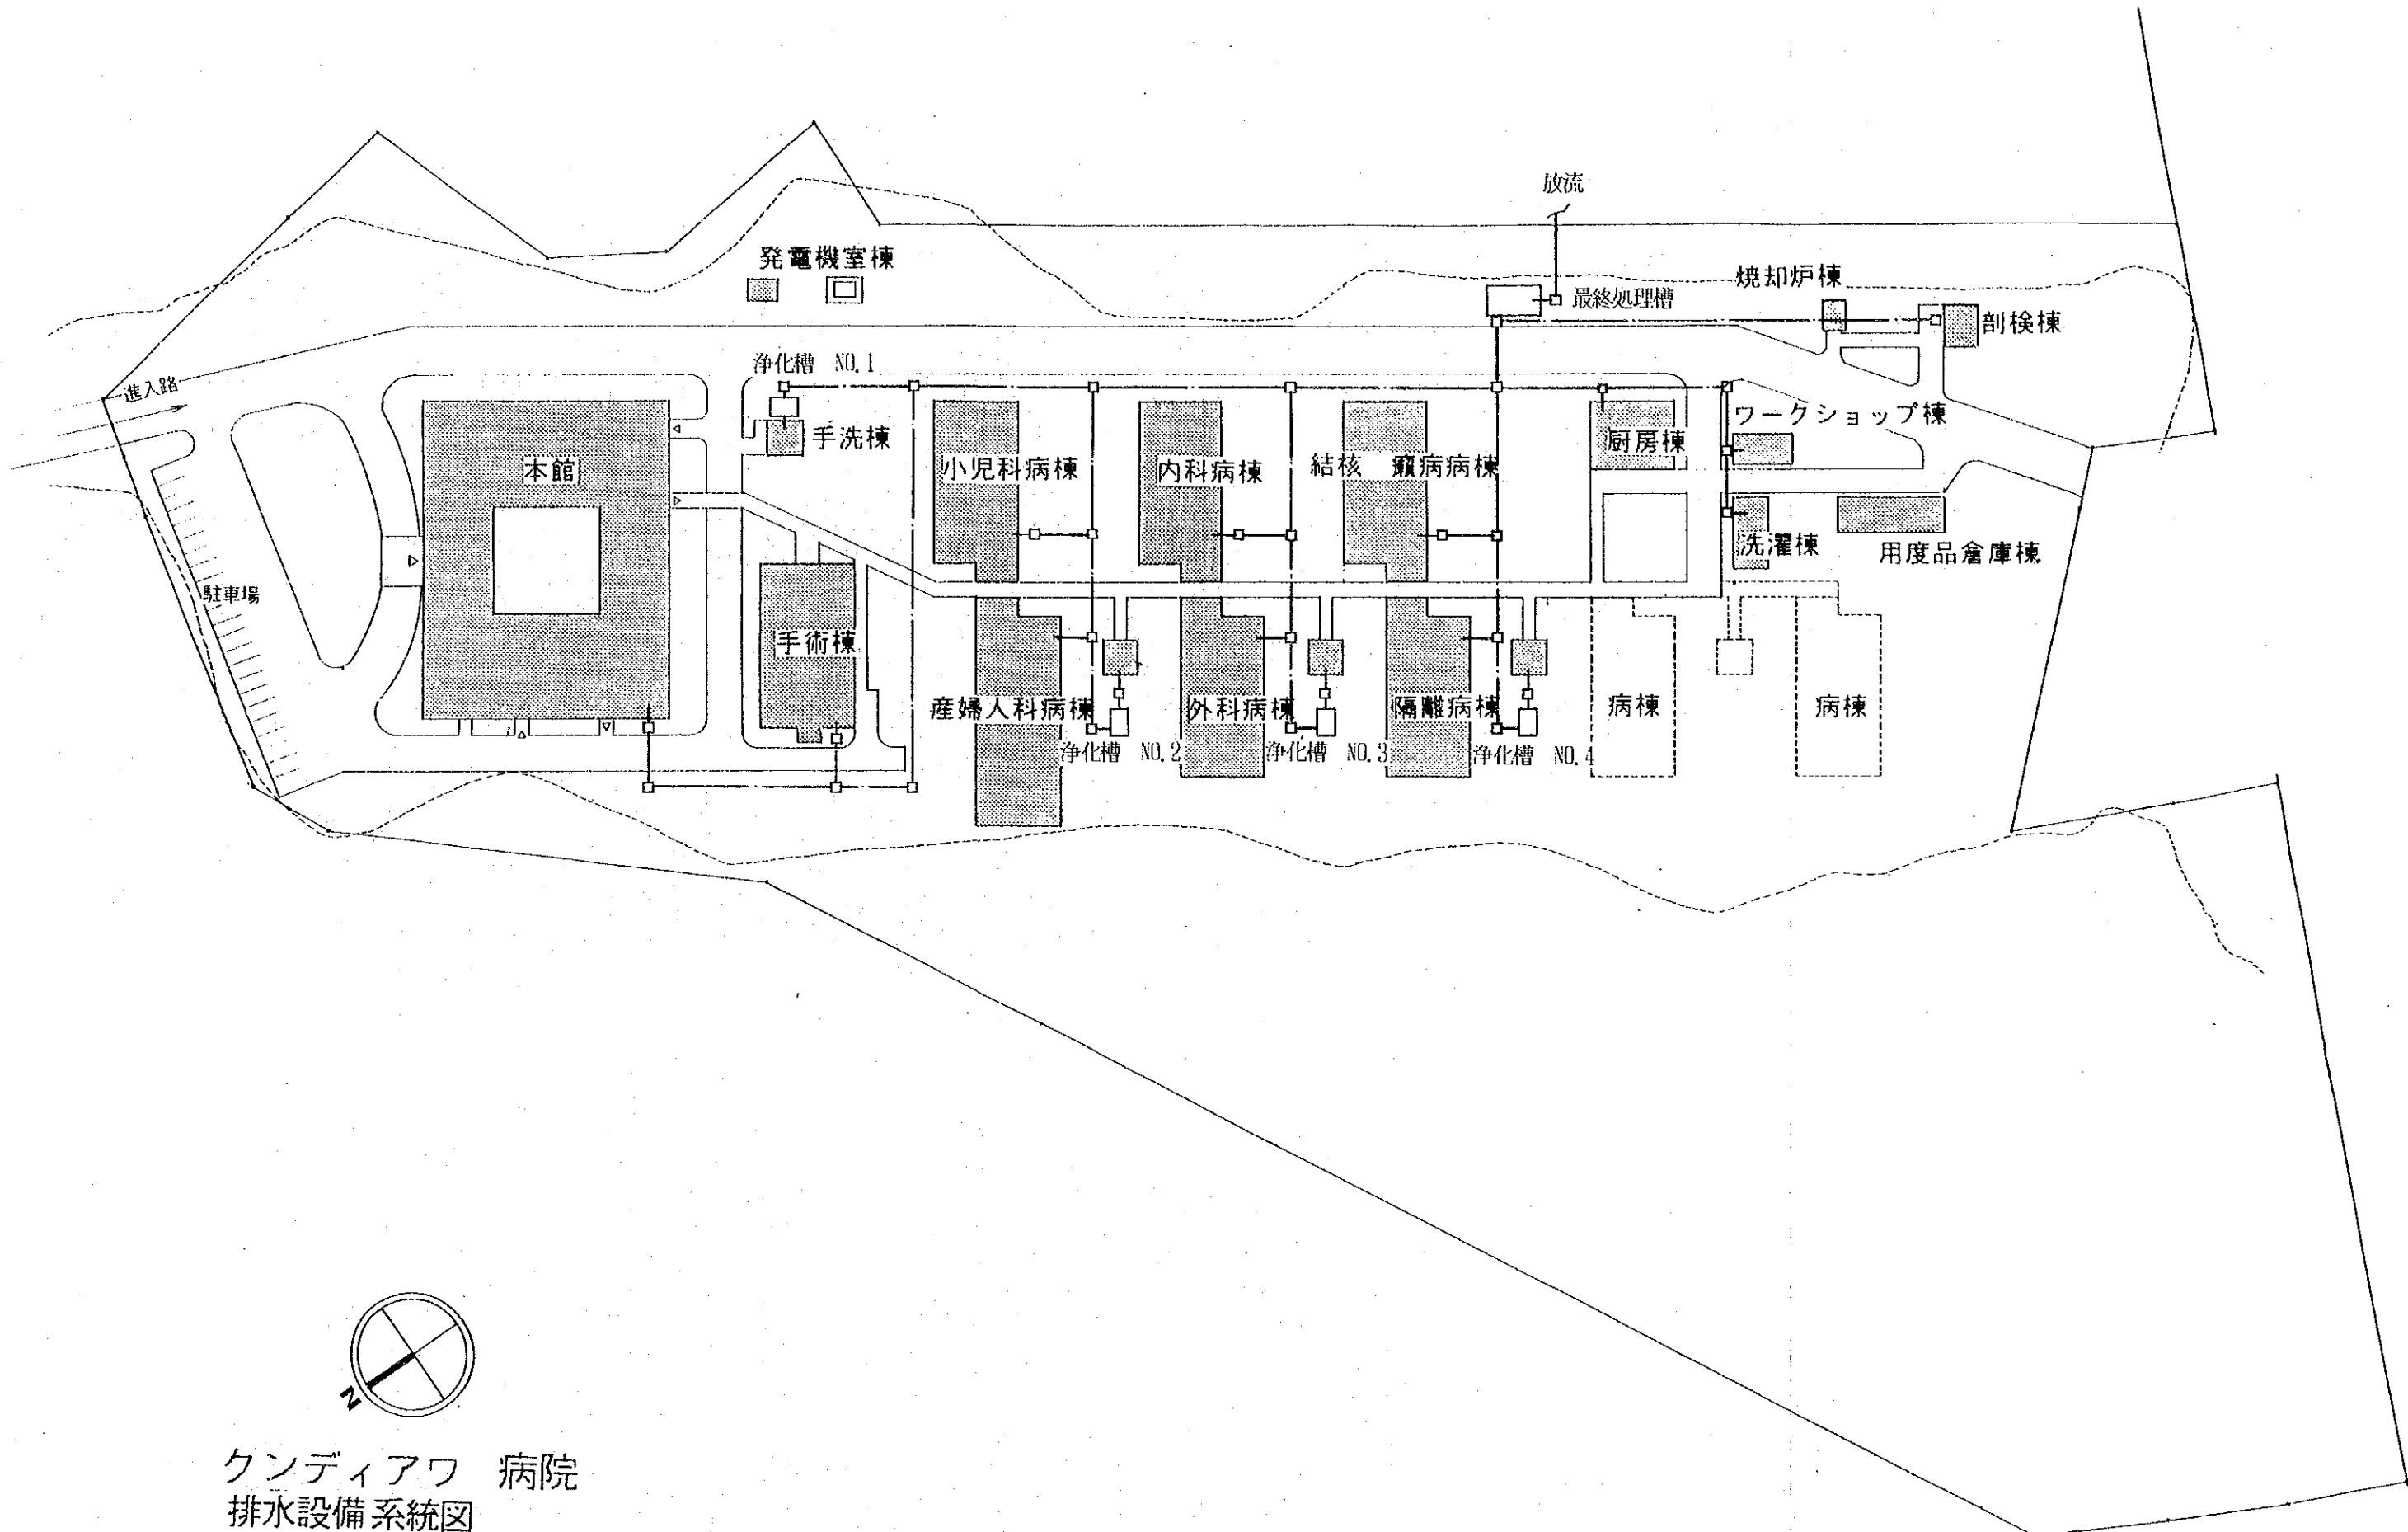 放流
発電機室棟
焼却炉棟
最終処理槽
剖検棟
浄化槽 NO.1
進入路
ワークショップ棟
手洗棟
厨房棟
本館
小児科病棟
内科病棟
結核 癩病病棟
洗濯棟
用度品倉庫棟
駐車場
手術棟
産婦人科病棟
外科病棟
隔離病棟
病棟
病棟
浄化槽 NO.2
浄化槽 NO.3
浄化槽 NO.4
N
クンディアワ 病院
排水設備系統図